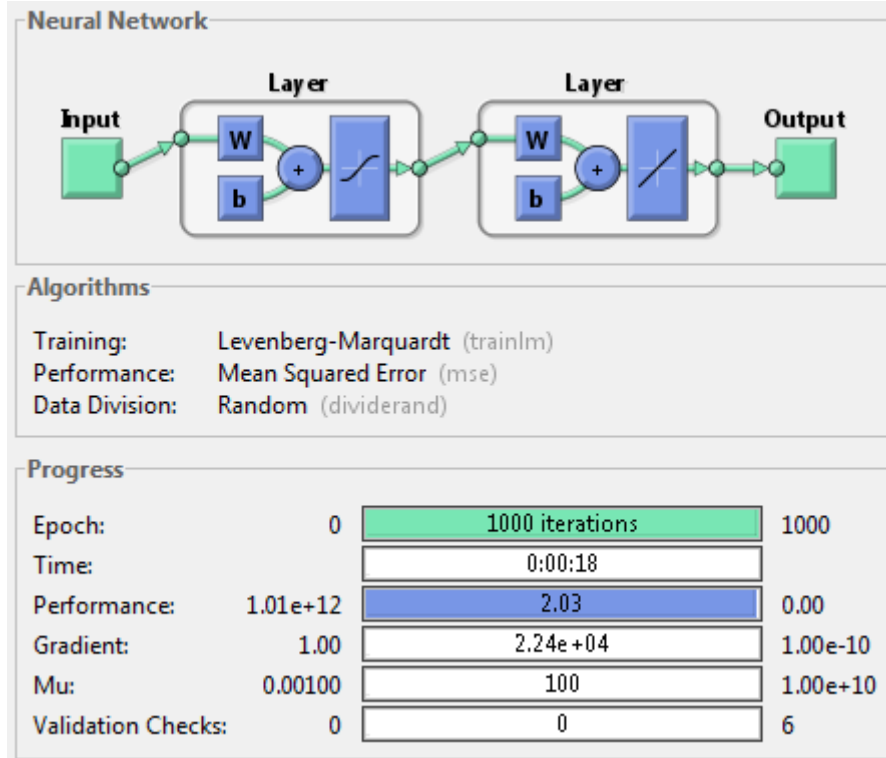 Neural Network
Layer Layer
Input Output
W W
+ +
b b
Algorithms
Training: Levenberg-Marquardt (trainlm)
Performance: Mean Squared Error (mse)
Data Division: Random (dividerand)
Progress
Epoch: 0 1000 iterations 1000
Time: 0:00:18
Performance: 1.01e+12 2.03 0.00
Gradient: 1.00 2.24e+04 1.00e-10
Mu: 0.00100 100 1.00e+10
Validation Checks: 0 0 6